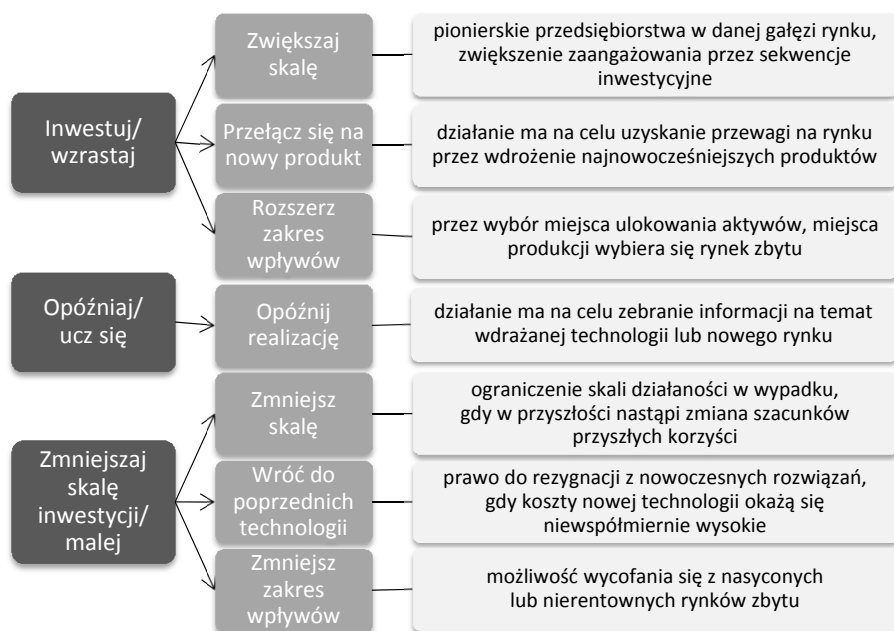 Inwestuj/
wzrastaj
Zwiększaj
skalę
pionierskie przedsiębiorstwa w danej gałęzi rynku,
zwiększenie zaangażowania przez sekwencje
inwestycyjne
Przełącz się na
nowy produkt
działanie ma na celu uzyskanie przewagi na rynku
przez wdrożenie najnowocześniejszych produktów
Rozszerz
zakres
wpływów
przez wybór miejsca ulokowania aktywów, miejsca
produkcji wybiera się rynek zbytu
Opóźniaj/
ucz się
Opóźnij
realizację
działanie ma na celu zebranie informacji na temat
wdrażanej technologii lub nowego rynku
Zmniejszaj
skalę
inwestycji/
malej
Zmniejsz
skalę
ograniczenie skali działaności w wypadku,
gdy w przyszłości nastąpi zmiana szacunków
przyszłych korzyści
Wróć do
poprzednich
technologii
prawo do rezygnacji z nowoczesnych rozwiązań,
gdy koszty nowej technologii okażą się
niewspółmiernie wysokie
Zmniejsz
zakres
wpływów
możliwość wycofania się z nasyconych
lub nierentownych rynków zbytu